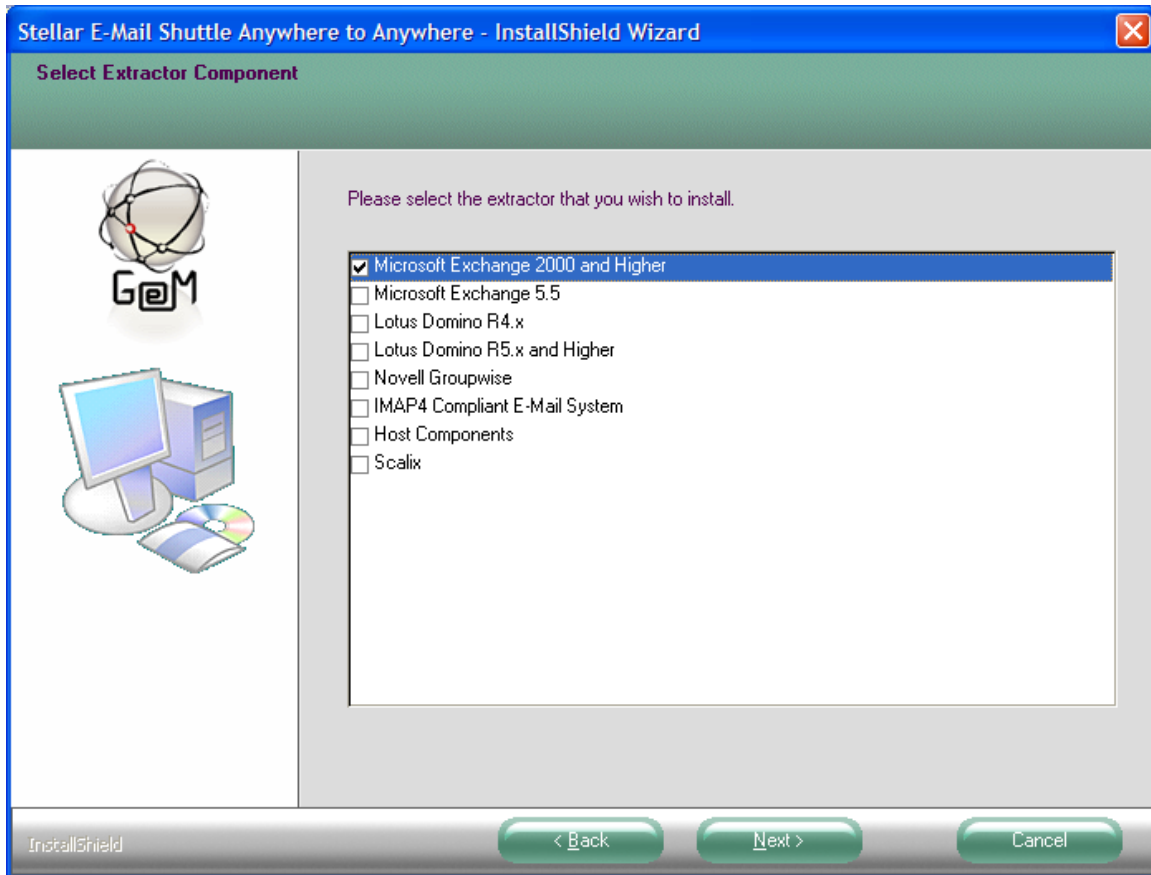 Stellar E-Mail Shuttle Anywhere to Anywhere - InstallShield Wizard
Select Extractor Component
G@M
Please select the extractor that you wish to install.
Microsoft Exchange 2000 and Higher
Microsoft Exchange 5.5
Lotus Domino R4.x
Lotus Domino R5.x and Higher
Novell Groupwise
IMAP4 Compliant E-Mail System
Host Components
Scalix
InstallShield
< Back
Next >
Cancel